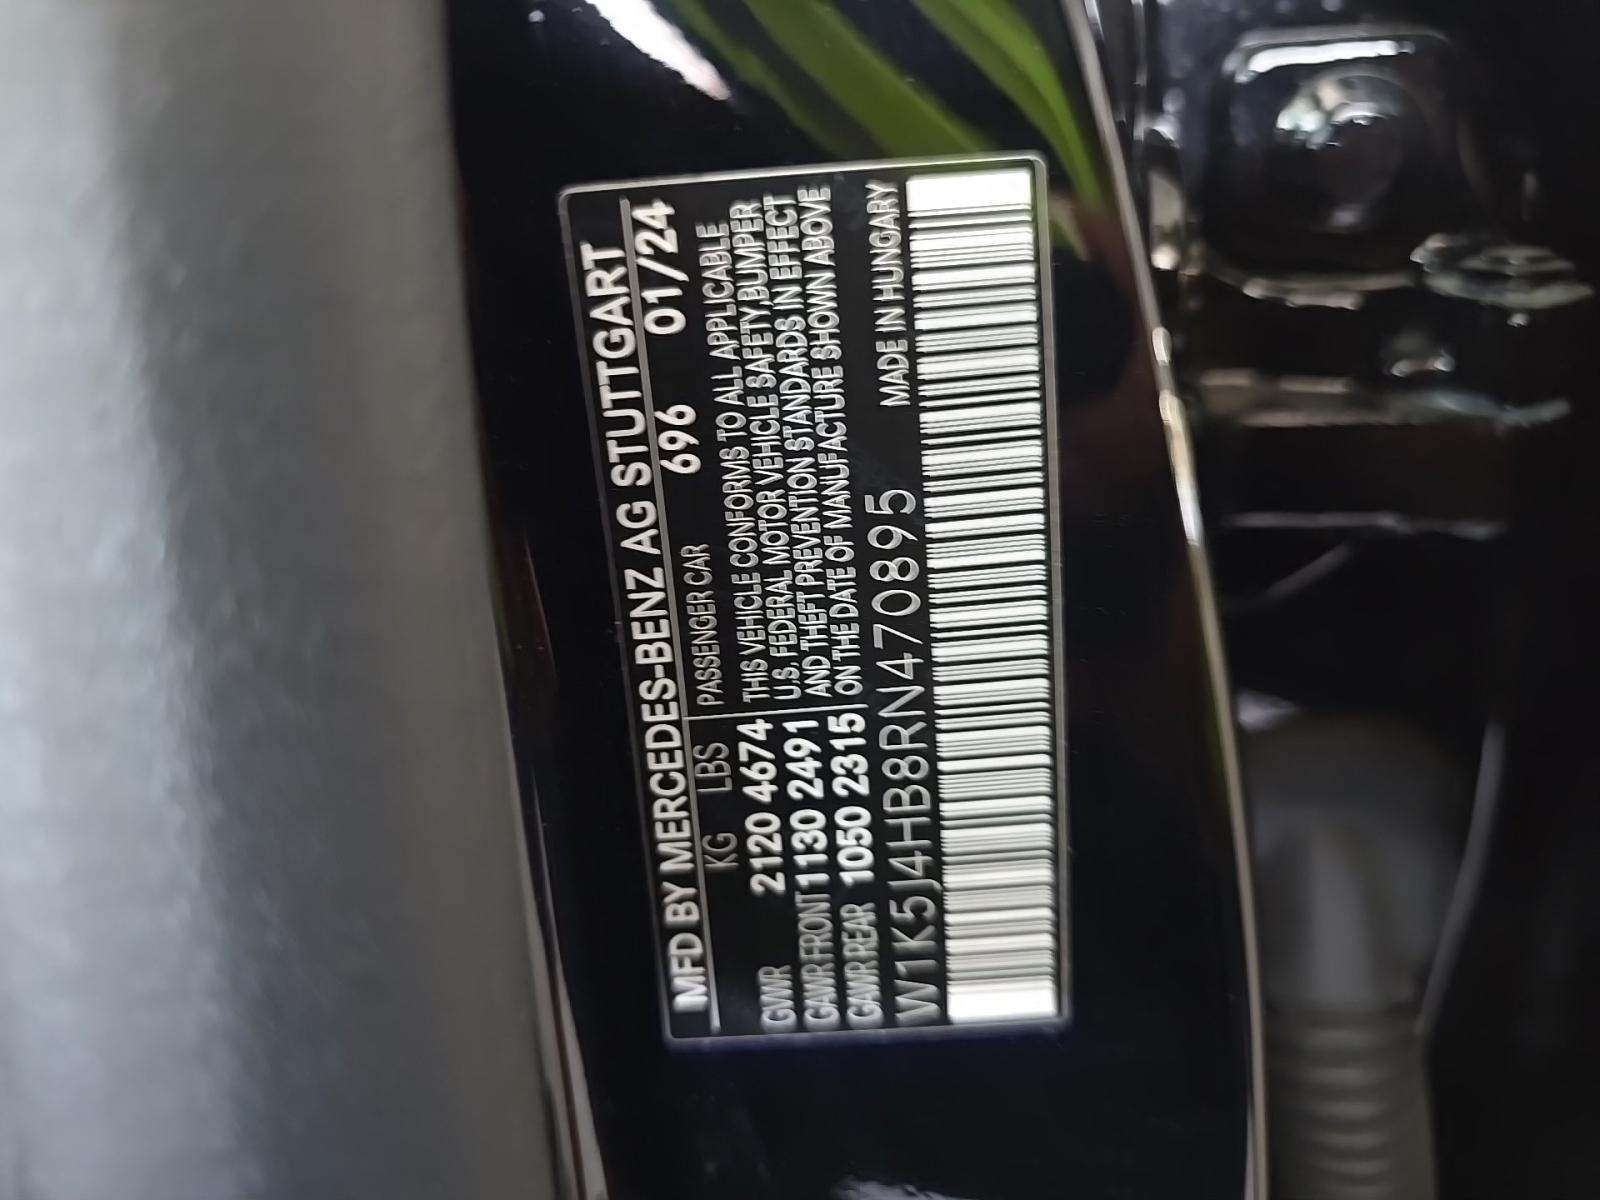 MFD BY MERCEDES-BENZ AG STUTTGART
KG LBS PASSENGER CAR 696 01/24
GVWR 2120 4674
GAWR FRONT 1130 2491
GAWR REAR 1050 2315
THIS VEHICLE CONFORMS TO ALL APPLICABLE
U.S. FEDERAL MOTOR VEHICLE SAFETY, BUMPER
AND THEFT PREVENTION STANDARDS IN EFFECT
ON THE DATE OF MANUFACTURE SHOWN ABOVE
W1K5J4HB8RN470895 MADE IN HUNGARY